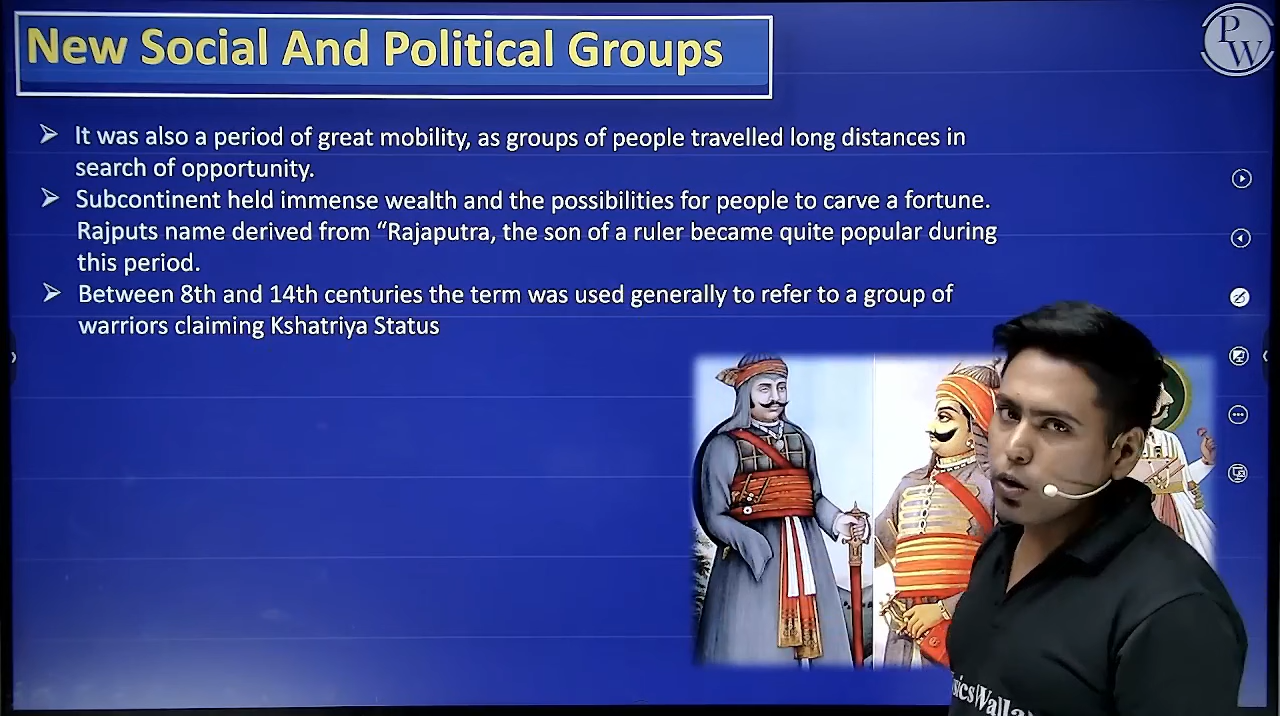 New Social And Political Groups
PW
It was also a period of great mobility, as groups of people travelled long distances in
search of opportunity.
Subcontinent held immense wealth and the possibilities for people to carve a fortune.
Rajputs name derived from “Rajaputra, the son of a ruler became quite popular during
this period.
Between 8th and 14th centuries the term was used generally to refer to a group of
warriors claiming Kshatriya Status